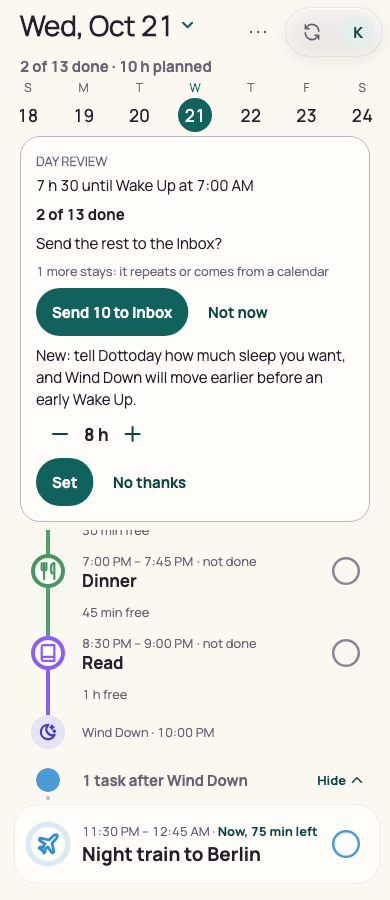 Wed, Oct 21
...
K
2 of 13 done · 10 h planned
S M T W T F S
18 19 20 21 22 23 24
DAY REVIEW
7 h 30 until Wake Up at 7:00 AM
2 of 13 done
Send the rest to the Inbox?
1 more stays: it repeats or comes from a calendar
Send 10 to Inbox Not now
New: tell Dottoday how much sleep you want,
and Wind Down will move earlier before an
early Wake Up.
— 8 h +
Set No thanks
30 min free
7:00 PM – 7:45 PM · not done
Dinner
45 min free
8:30 PM – 9:00 PM · not done
Read
1 h free
Wind Down · 10:00 PM
1 task after Wind Down Hide
11:30 PM – 12:45 AM · Now, 75 min left
Night train to Berlin